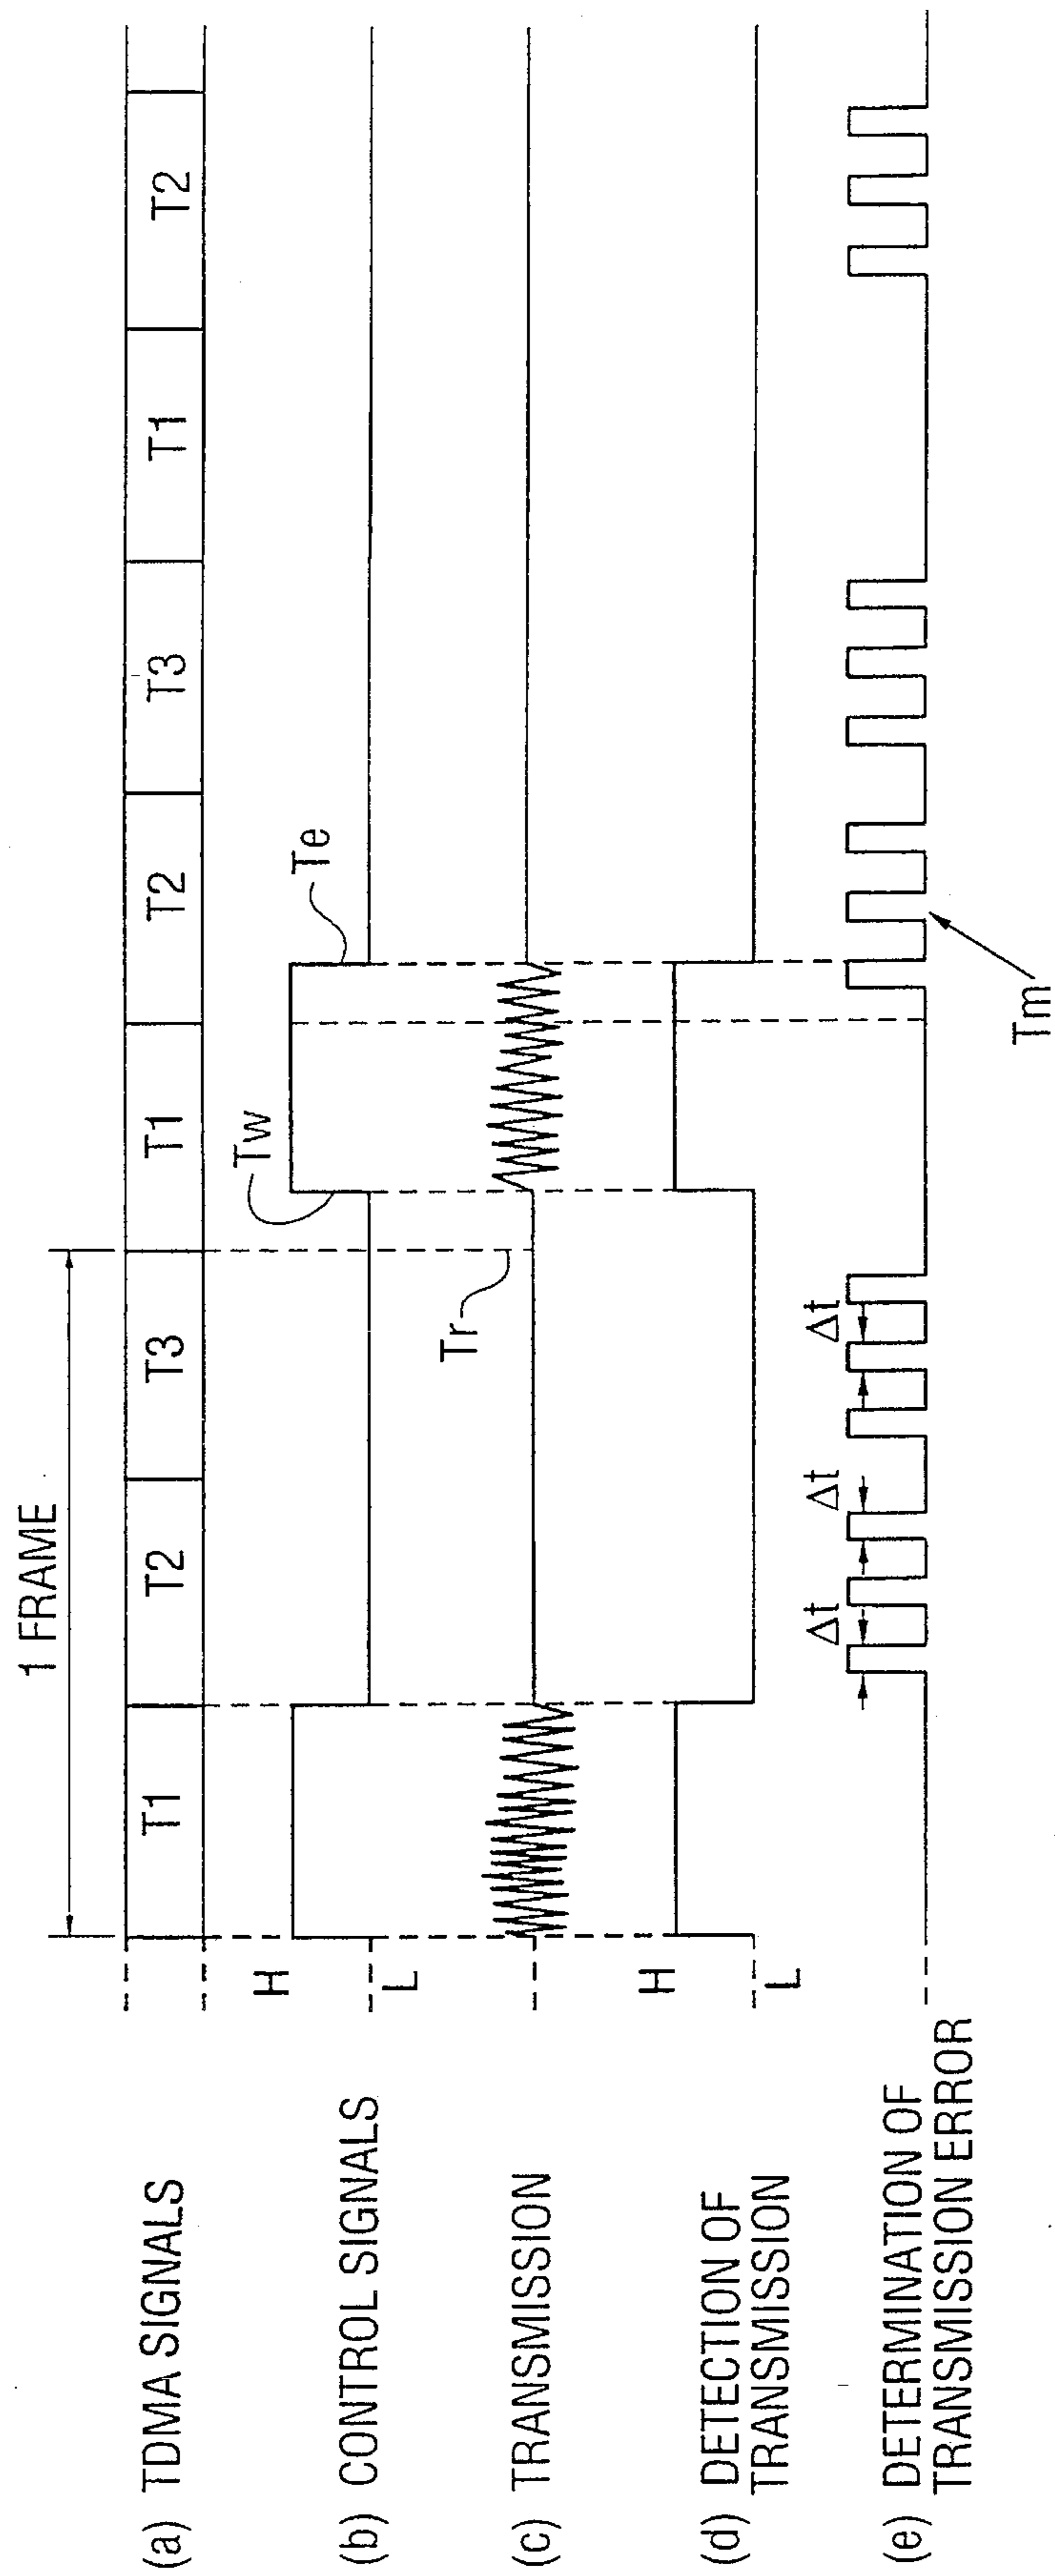 1 FRAME
(a) TDMA SIGNALS
T1 T2 T3 T1 T2 T3 T1 T2
(b) CONTROL SIGNALS
H
L
Tw
Te
(c) TRANSMISSION
Tr
(d) DETECTION OF
TRANSMISSION
H
L
(e) DETERMINATION OF
TRANSMISSION ERROR
Δt Δt Δt
Tm